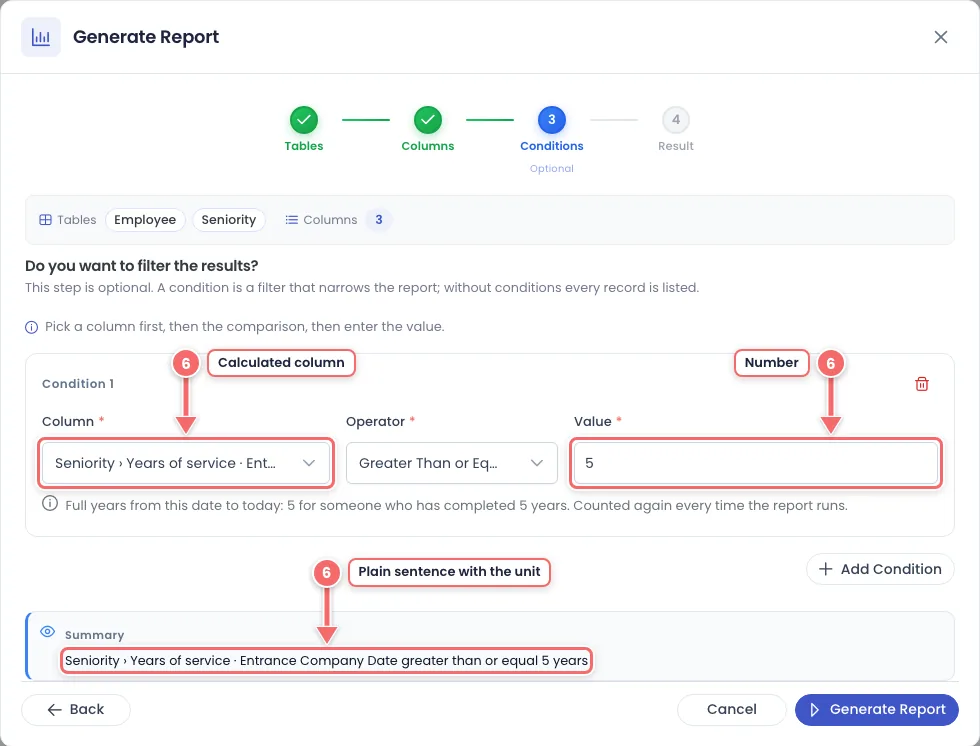 Generate Report
3
4
Tables
Columns
Conditions
Result
Optional
Tables Employee Seniority Columns 3
Do you want to filter the results?
This step is optional. A condition is a filter that narrows the report; without conditions every record is listed.
Pick a column first, then the comparison, then enter the value.
6 Calculated column
Number 6
Condition 1
Column * Operator * Value *
Seniority › Years of service · Ent... Greater Than or Eq... 5
Full years from this date to today: 5 for someone who has completed 5 years. Counted again every time the report runs.
6 Plain sentence with the unit
Add Condition
Summary
Seniority › Years of service · Entrance Company Date greater than or equal 5 years
Back Cancel Generate Report